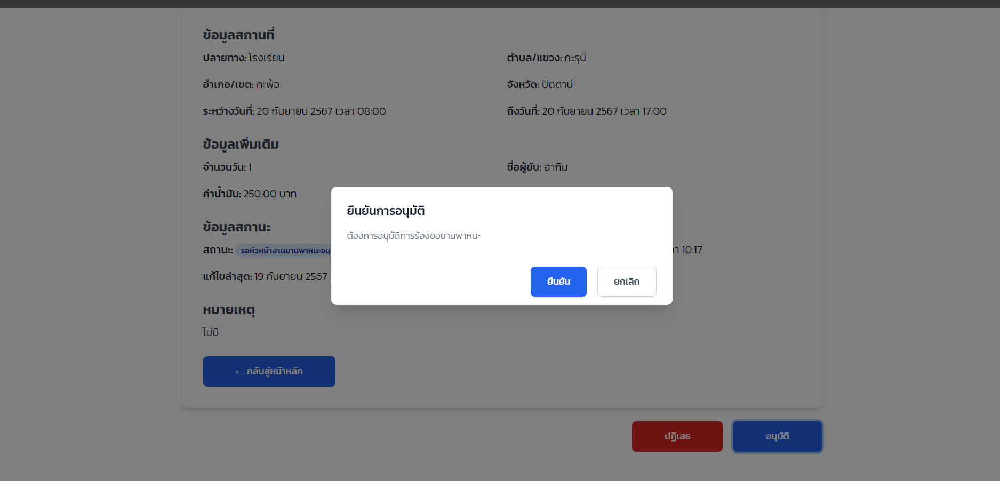 ข้อมูลสถานที่
ปลายทาง: โรงเรียน
ตำบล/แขวง: กะรุบี
อำเภอ/เขต: กะพ้อ
จังหวัด: ปัตตานี
ระหว่างวันที่: 20 กันยายน 2567 เวลา 08:00
ถึงวันที่: 20 กันยายน 2567 เวลา 17:00
ข้อมูลเพิ่มเติม
จำนวนวัน: 1
ชื่อผู้ขับ: ฮากิม
ค่าน้ำมัน: 250.00 บาท
ข้อมูลสถานะ
สถานะ: รอหัวหน้างานยานพาหนะ
10:17
แก้ไขล่าสุด: 19 กันยายน 2567
ยืนยันการอนุมัติ
ต้องการอนุมัติการร้องขอยานพาหนะ
ยืนยัน
ยกเลิก
หมายเหตุ
ไม่มี
← กลับสู่หน้าหลัก
ปฏิเสธ
อนุมัติ